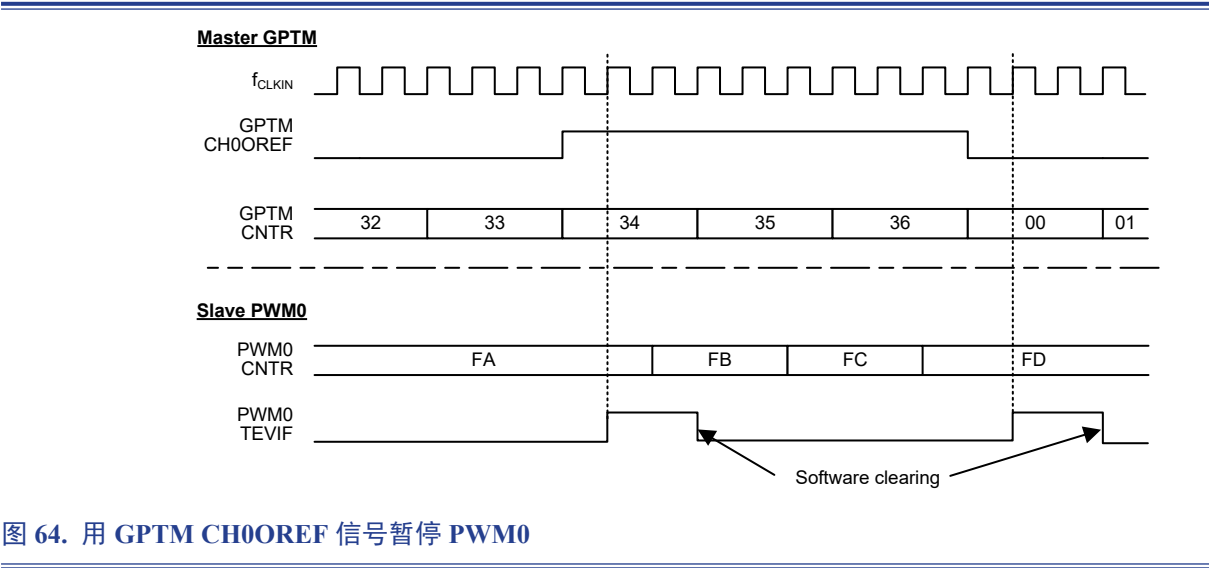 Master GPTM
fCLKIN
GPTM
CH0OREF
GPTM
CNTR
32 33 34 35 36 00 01
Slave PWM0
PWM0
CNTR
FA FB FC FD
PWM0
TEVIF
Software clearing
图 64. 用 GPTM CH0OREF 信号暂停 PWM0